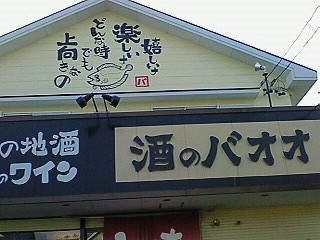 嬉しい
楽しい
どんな時
でも
上向きの
バ
の地酒
のワイン
酒のバオオ